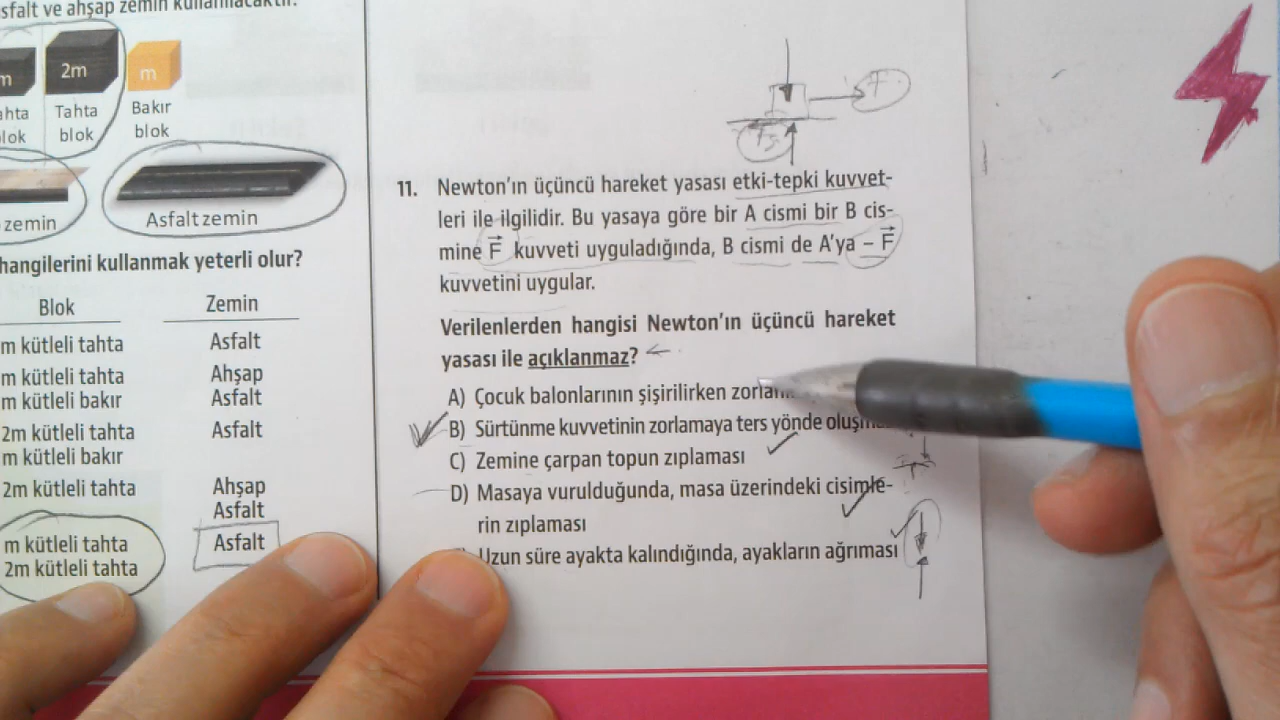 sfalt ve ahşap zemin kullanılacaktır.
m
2m
m
ahta
blok
Tahta
blok
Bakır
blok
zemin
Asfalt zemin
hangilerini kullanmak yeterli olur?
Blok Zemin
m kütleli tahta Asfalt
m kütleli tahta Ahşap
m kütleli bakır Asfalt
2m kütleli tahta Asfalt
m kütleli bakır
2m kütleli tahta Ahşap
Asfalt
m kütleli tahta Asfalt
2m kütleli tahta
F
11. Newton'ın üçüncü hareket yasası etki-tepki kuvvet-
leri ile ilgilidir. Bu yasaya göre bir A cismi bir B cis-
mine F kuvveti uyguladığında, B cismi de A'ya – F
kuvvetini uygular.
Verilenlerden hangisi Newton'ın üçüncü hareket
yasası ile açıklanmaz?
A) Çocuk balonlarının şişirilirken
B) Sürtünme kuvvetinin zorlamaya ters yönde
C) Zemine çarpan topun zıplaması
D) Masaya vurulduğunda, masa üzerindeki cisimle-
rin zıplaması
Uzun süre ayakta kalındığında, ayakların ağrıması